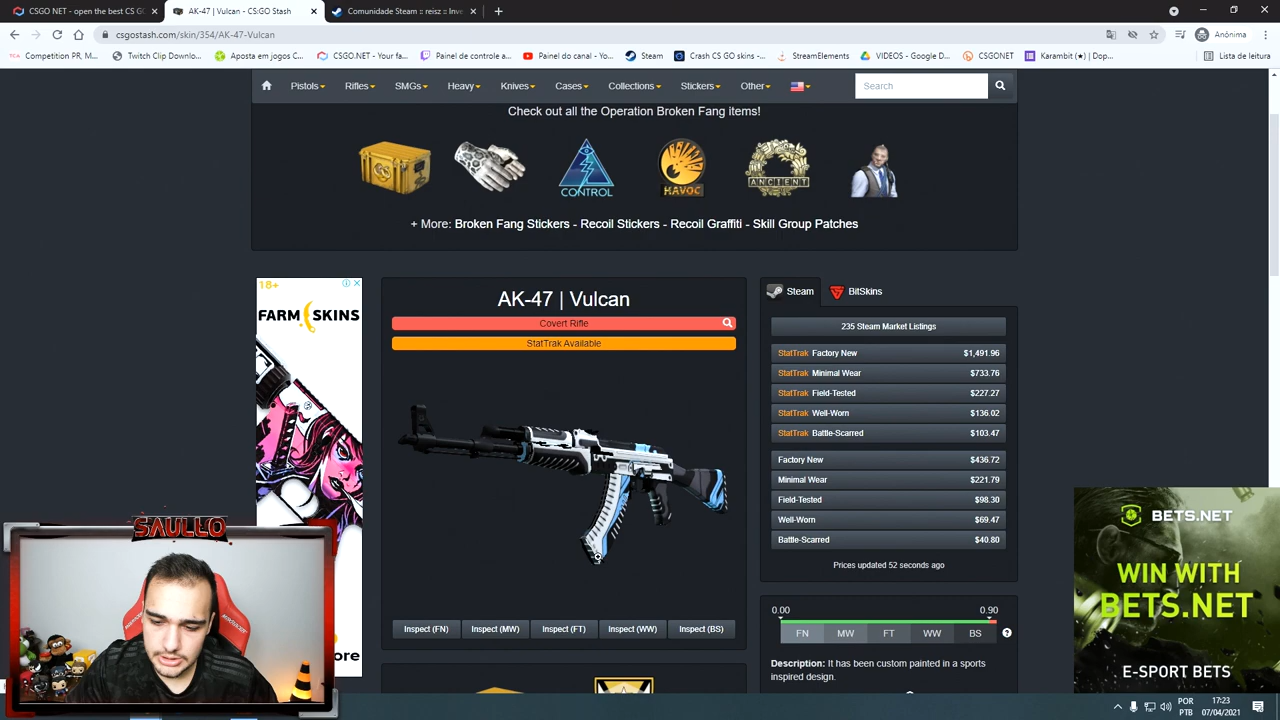 CSGO NET - open the best CS GO
AK-47 | Vulcan - CS:GO Stash
Comunidade Steam :: reisz :: Inve
csgostash.com/skin/354/AK-47-Vulcan
Anônima
Competition PR, M...
Twitch Clip Downlo...
Aposta em jogos C...
CSGO.NET - Your fa...
Painel de controle a...
Painel do canal - Yo...
Steam
Crash CS GO skins -...
StreamElements
VIDEOS - Google D...
CSGONET
Karambit (★) | Dop...
Lista de leitura
Pistols
Rifles
SMGs
Heavy
Knives
Cases
Collections
Stickers
Other
Search
Check out all the Operation Broken Fang items!
CONTROL
HAVOC
ANCIENT
+ More: Broken Fang Stickers - Recoil Stickers - Recoil Graffiti - Skill Group Patches
18+
FARM SKINS
AK-47 | Vulcan
Covert Rifle
StatTrak Available
Steam
BitSkins
235 Steam Market Listings
StatTrak Factory New $1,491.96
StatTrak Minimal Wear $733.76
StatTrak Field-Tested $227.27
StatTrak Well-Worn $136.02
StatTrak Battle-Scarred $103.47
Factory New $436.72
Minimal Wear $221.79
Field-Tested $98.30
Well-Worn $69.47
Battle-Scarred $40.80
Prices updated 52 seconds ago
Inspect (FN)
Inspect (MW)
Inspect (FT)
Inspect (WW)
Inspect (BS)
0.00 0.90
FN MW FT WW BS
Description: It has been custom painted in a sports
inspired design.
SAULLO
BETS.NET
WIN WITH
BETS.NET
E-SPORT BETS
POR
PTB
17:23
07/04/2021